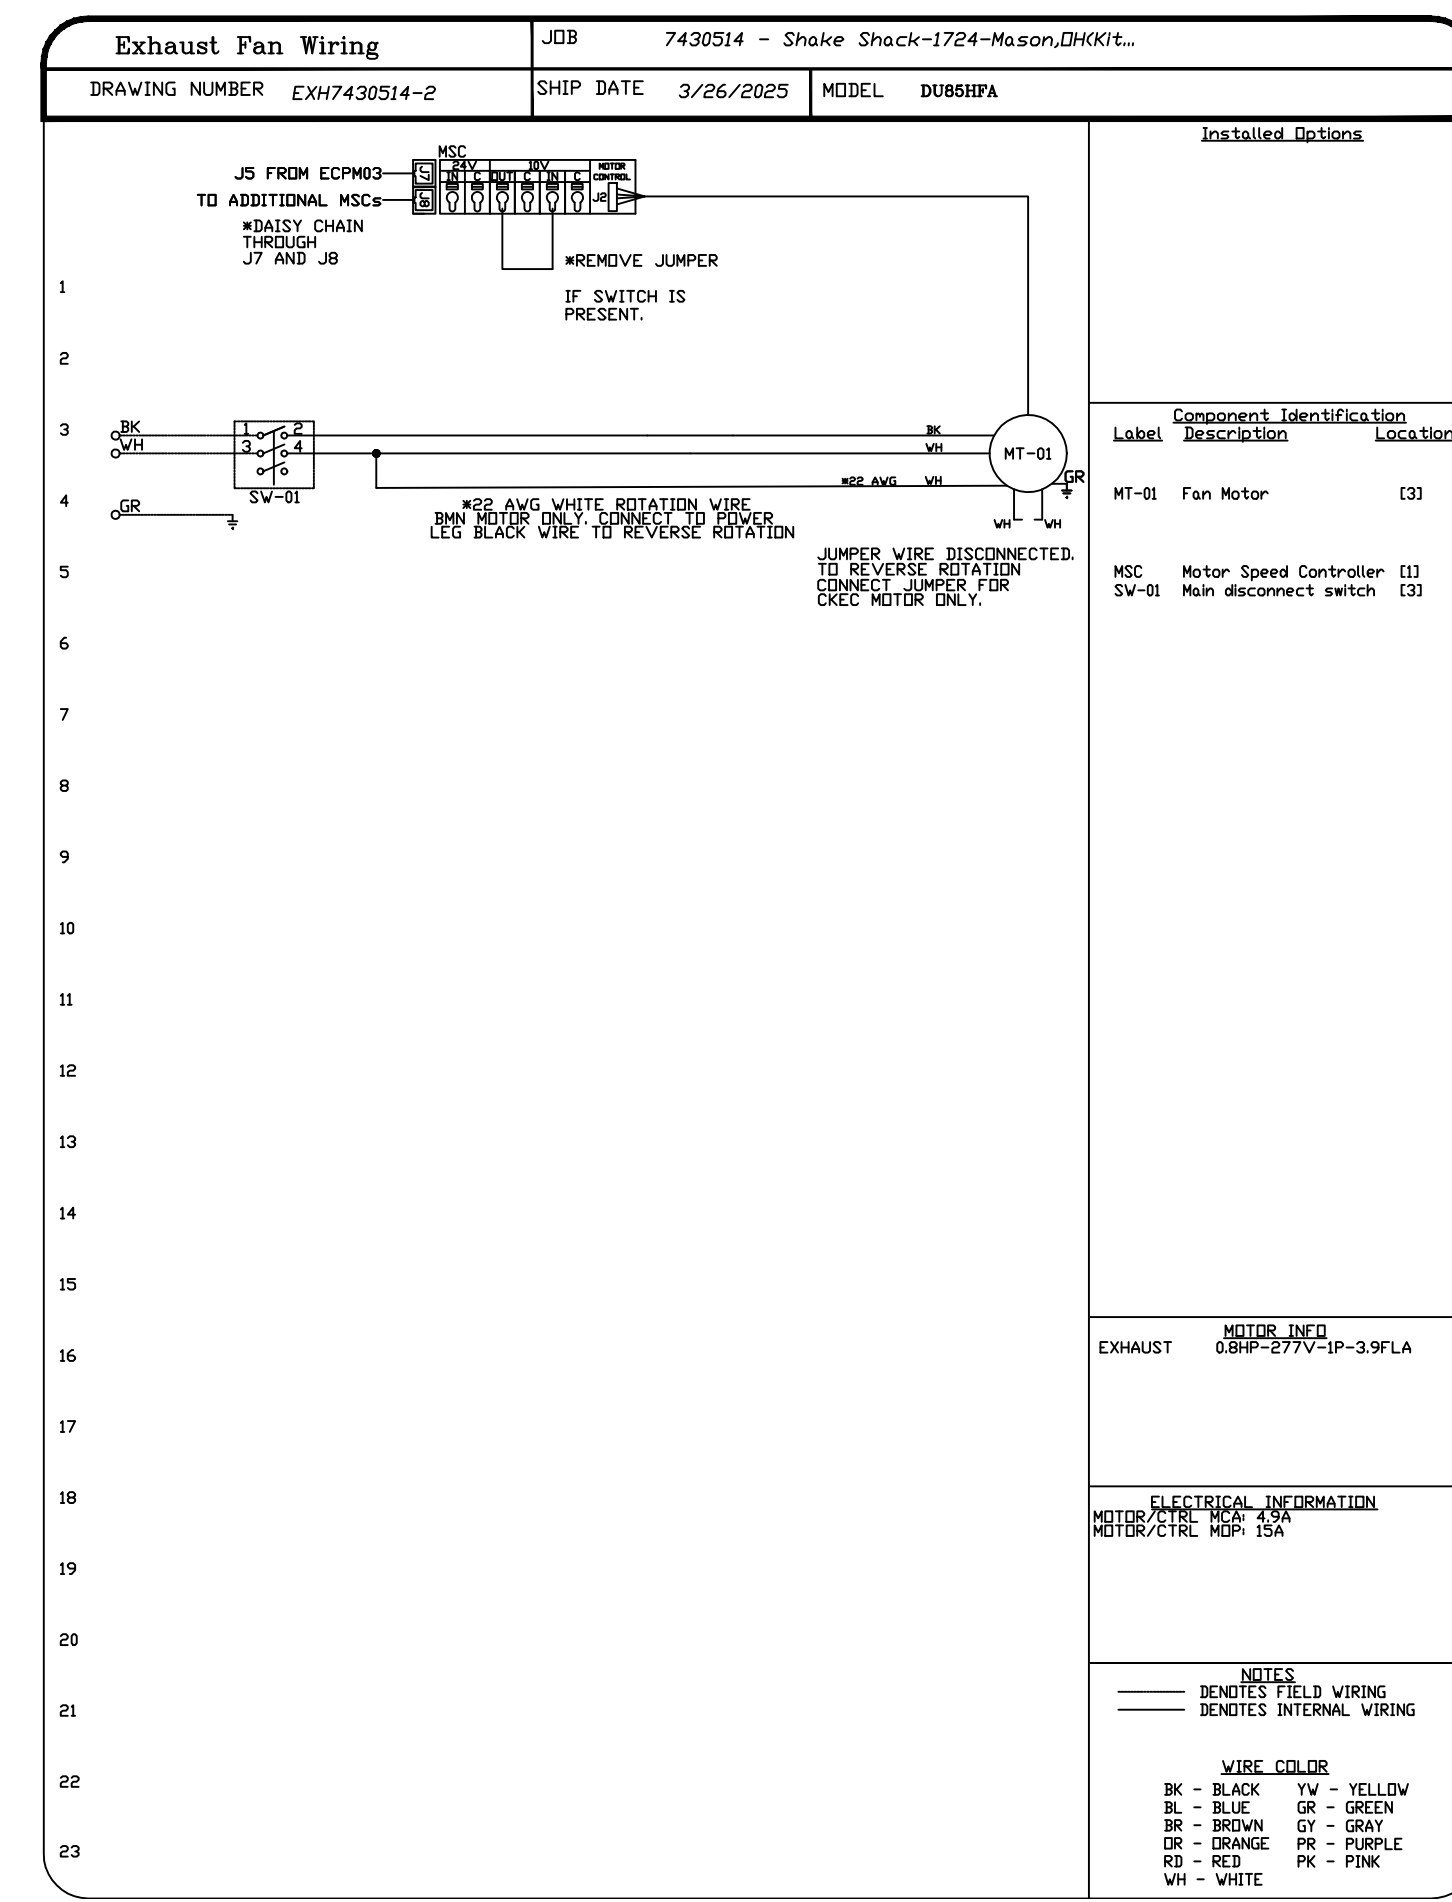 Exhaust Fan Wiring
JOB 7430514 - Shake Shack-1724-Mason,OH(Kit...
DRAWING NUMBER EXH7430514-2
SHIP DATE 3/26/2025
MODEL DU85HFA
Installed Options
MSC
24V 10V MOTOR CONTROL
IN C OUT C IN C
J7
J8
J2
J5 FROM ECPM03
TO ADDITIONAL MSCs
*DAISY CHAIN
THROUGH
J7 AND J8
*REMOVE JUMPER
IF SWITCH IS
PRESENT.
1
2
3
BK
WH
1 2
3 4
SW-01
BK
WH
*22 AWG WH
MT-01
GR
WH WH
4
GR
*22 AWG WHITE ROTATION WIRE
BMN MOTOR ONLY. CONNECT TO POWER
LEG BLACK WIRE TO REVERSE ROTATION
JUMPER WIRE DISCONNECTED.
TO REVERSE ROTATION
CONNECT JUMPER FOR
CKEC MOTOR ONLY.
5
6
7
8
9
10
11
12
13
14
15
16
17
18
19
20
21
22
23
Component Identification
Label Description Location
MT-01 Fan Motor [3]
MSC Motor Speed Controller [1]
SW-01 Main disconnect switch [3]
MOTOR INFO
EXHAUST 0.8HP-277V-1P-3.9FLA
ELECTRICAL INFORMATION
MOTOR/CTRL MCA: 4.9A
MOTOR/CTRL MOP: 15A
NOTES
DENOTES FIELD WIRING
DENOTES INTERNAL WIRING
WIRE COLOR
BK - BLACK YW - YELLOW
BL - BLUE GR - GREEN
BR - BROWN GY - GRAY
OR - ORANGE PR - PURPLE
RD - RED PK - PINK
WH - WHITE